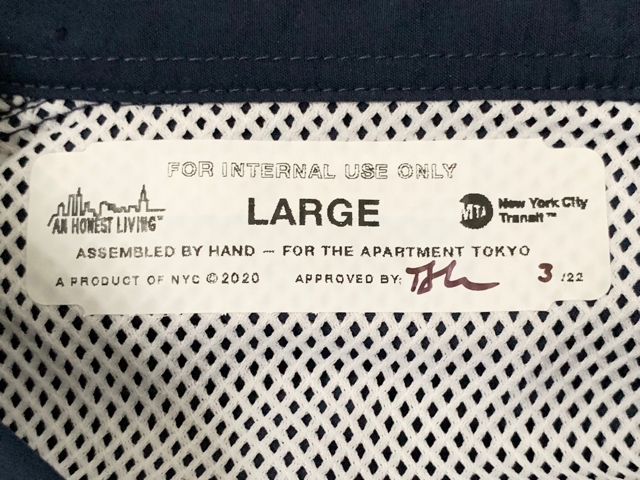 FOR INTERNAL USE ONLY
AN HONEST LIVING™
LARGE
MTA New York City
Transit™
ASSEMBLED BY HAND – FOR THE APARTMENT TOKYO
A PRODUCT OF NYC © 2020 APPROVED BY: 3 /22